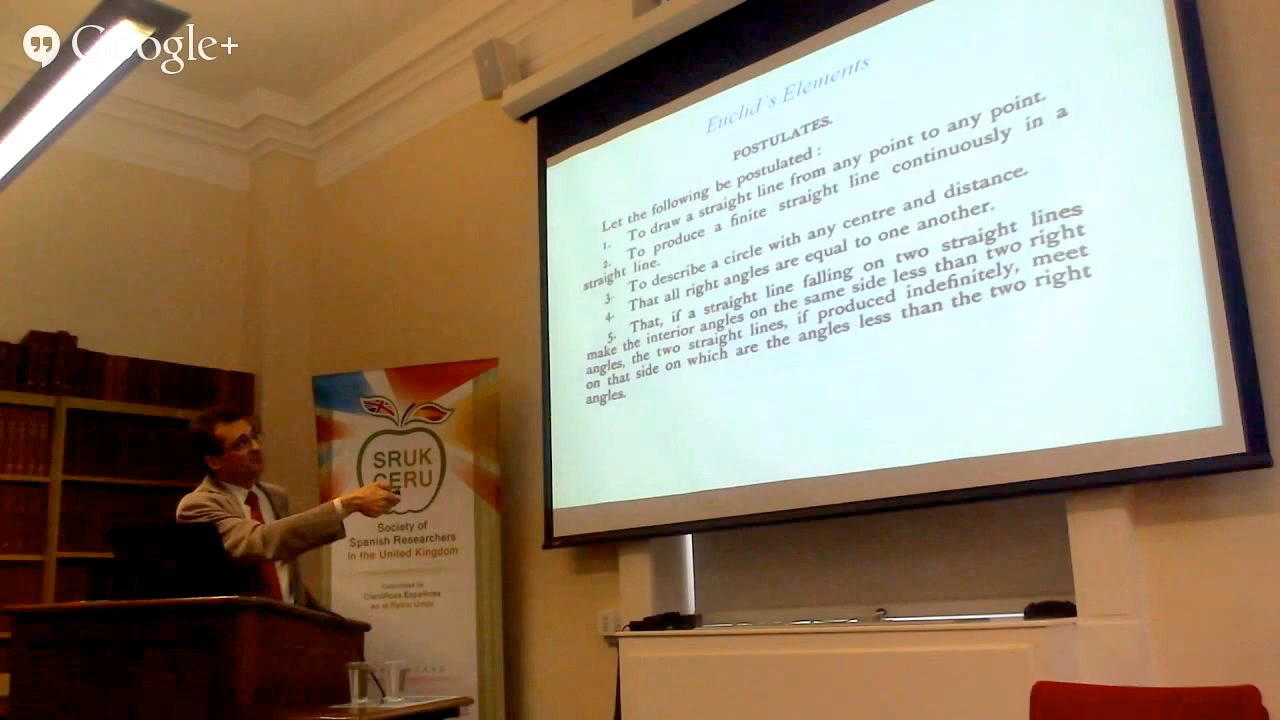 Google+
Euclid's Elements
POSTULATES.
Let the following be postulated :
1. To draw a straight line from any point to any point.
2. To produce a finite straight line continuously in a
straight line.
3. To describe a circle with any centre and distance.
4. That all right angles are equal to one another.
5. That, if a straight line falling on two straight lines
make the interior angles on the same side less than two right
angles, the two straight lines, if produced indefinitely, meet
on that side on which are the angles less than the two right
angles.
SRUK
CERU
Society of
Spanish Researchers
in the United Kingdom
Científicos Españoles
en el Reino Unido